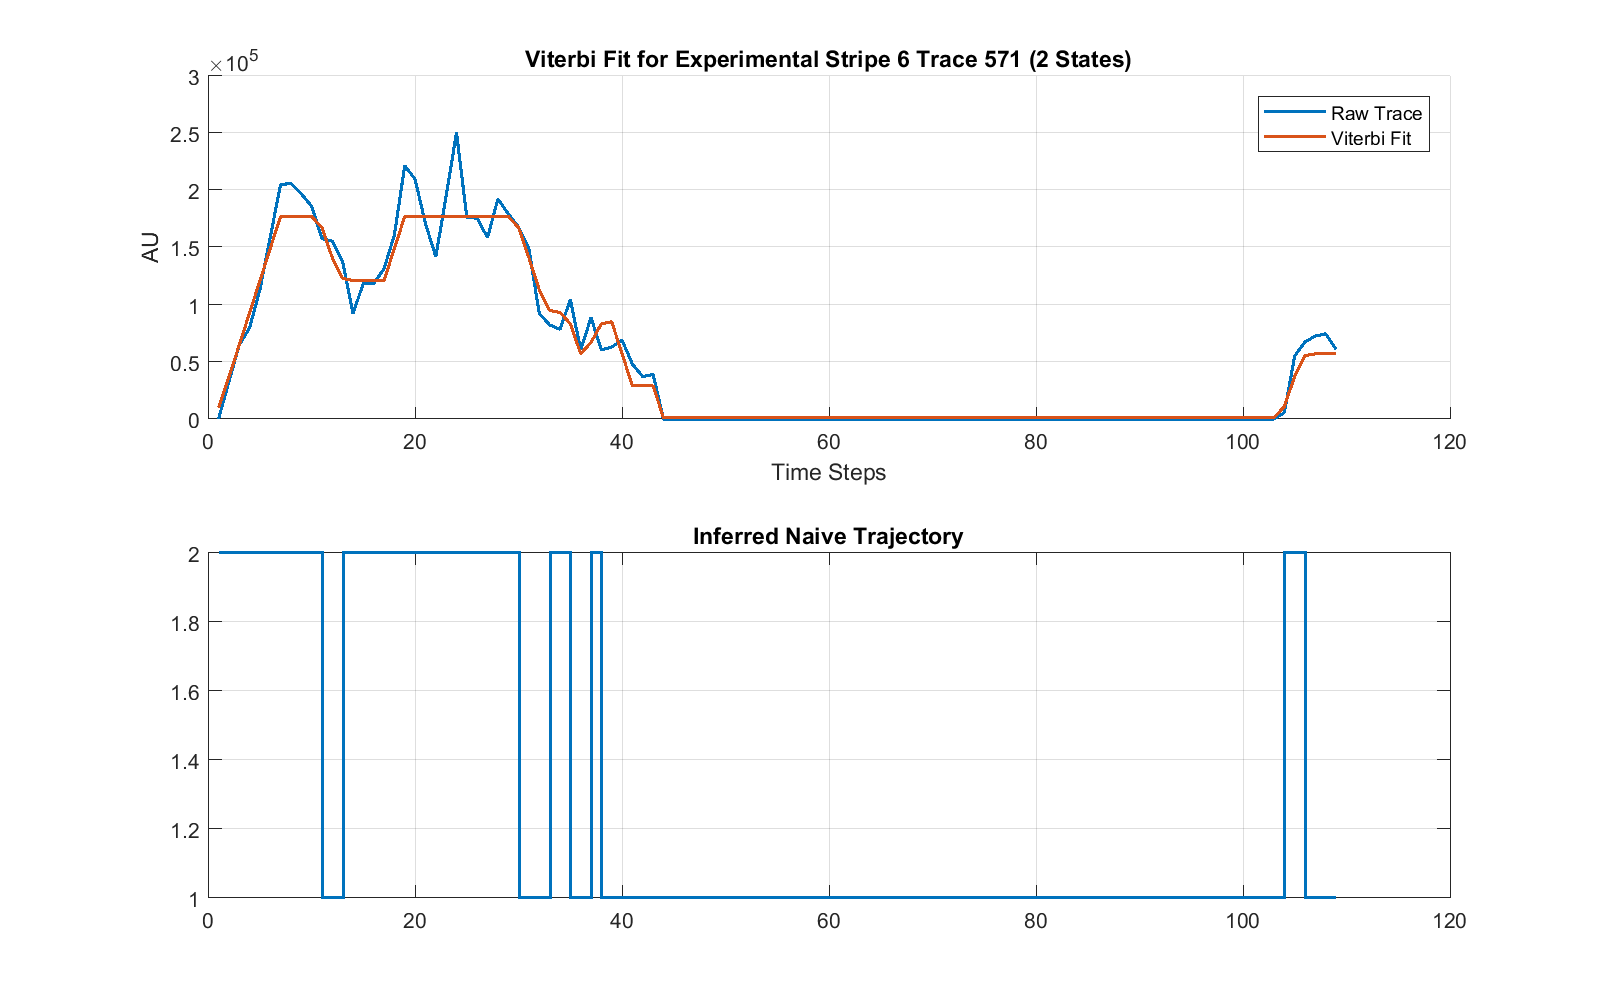 Viterbi Fit for Experimental Stripe 6 Trace 571 (2 States)
×10⁵
3
2.5
2
1.5
1
0.5
0
AU
Raw Trace
Viterbi Fit
0 20 40 60 80 100 120
Time Steps
Inferred Naive Trajectory
2
1.8
1.6
1.4
1.2
1
0 20 40 60 80 100 120